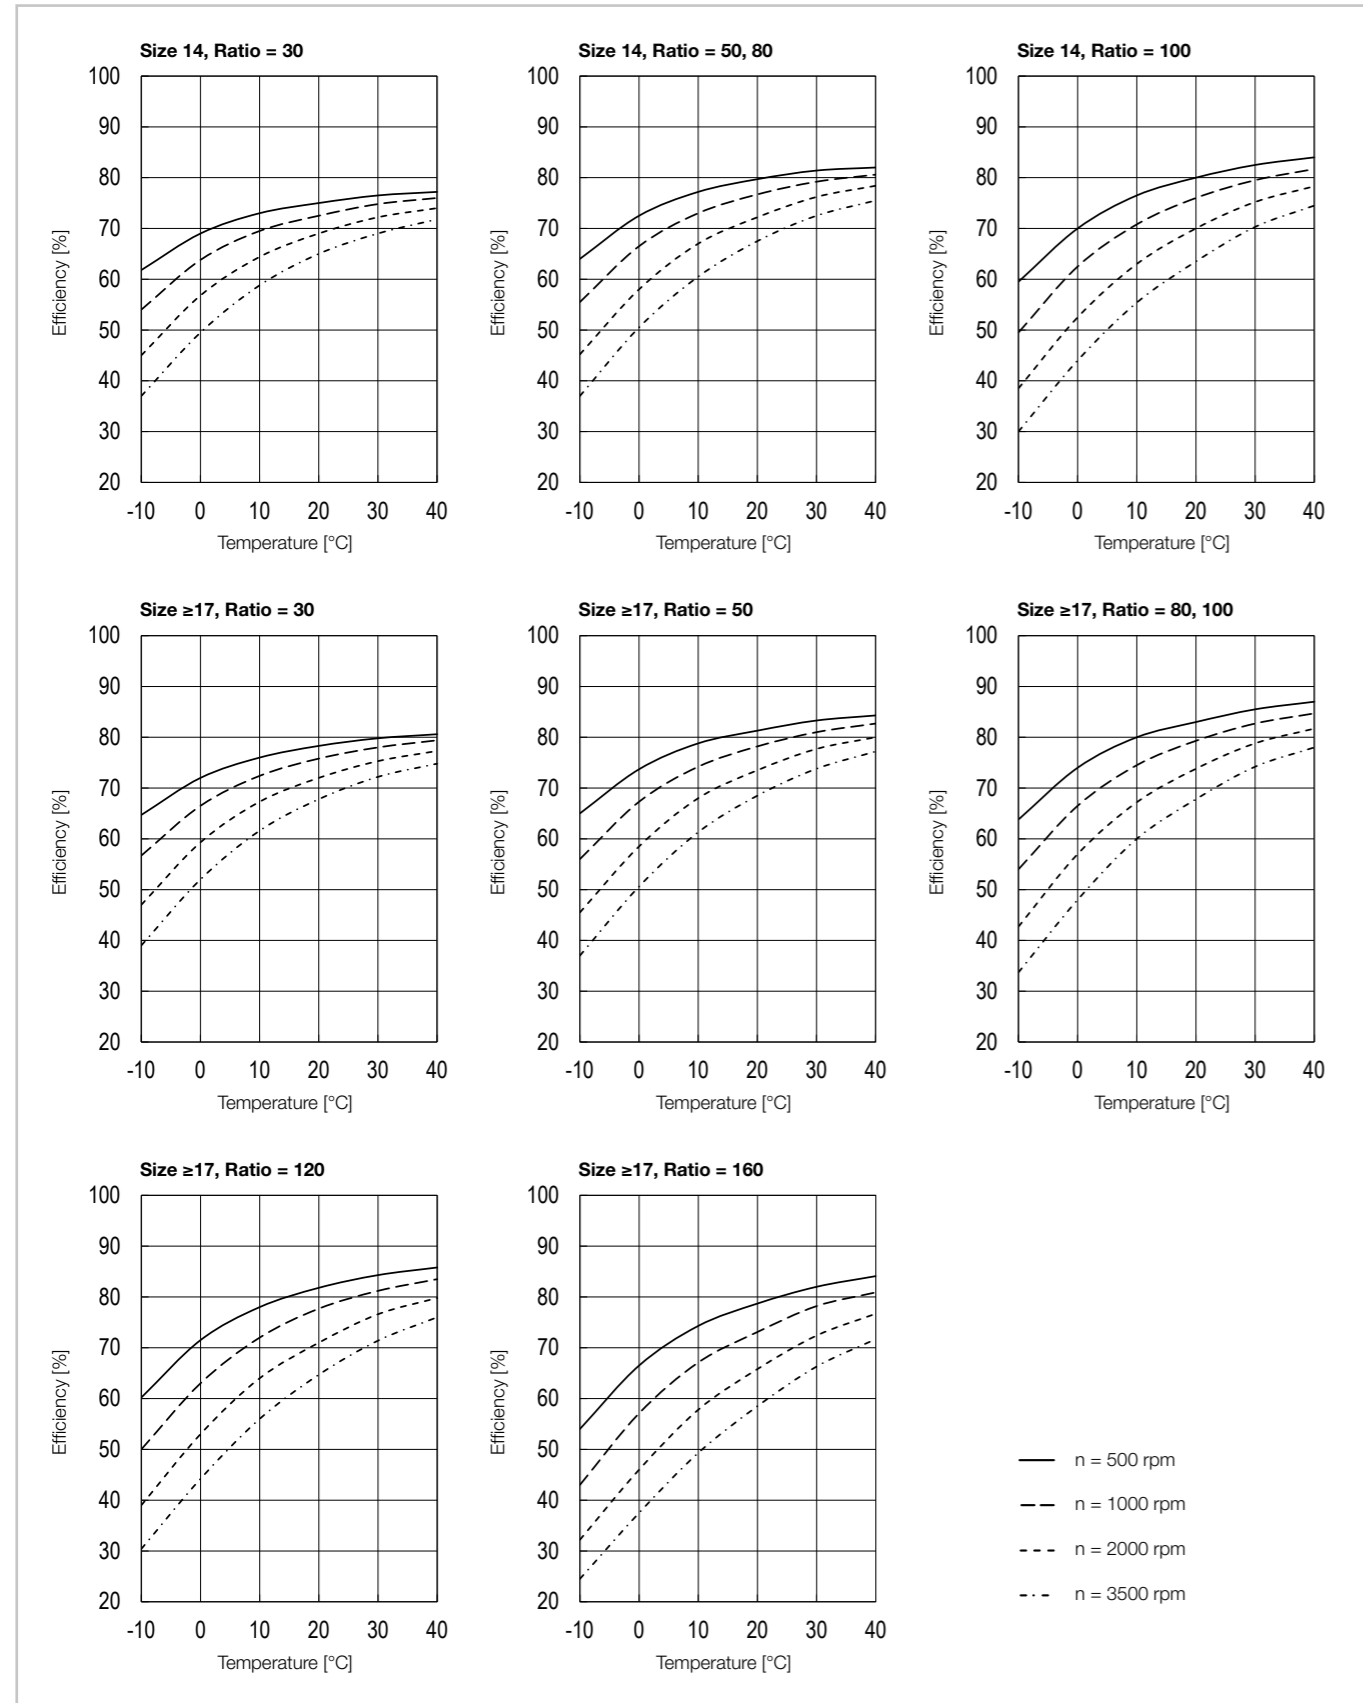 Size 14, Ratio = 30
100
90
80
70
60
50
40
30
20
Efficiency [%]
-10 0 10 20 30 40
Temperature [°C]
Size 14, Ratio = 50, 80
100
90
80
70
60
50
40
30
20
Efficiency [%]
-10 0 10 20 30 40
Temperature [°C]
Size 14, Ratio = 100
100
90
80
70
60
50
40
30
20
Efficiency [%]
-10 0 10 20 30 40
Temperature [°C]
Size ≥17, Ratio = 30
100
90
80
70
60
50
40
30
20
Efficiency [%]
-10 0 10 20 30 40
Temperature [°C]
Size ≥17, Ratio = 50
100
90
80
70
60
50
40
30
20
Efficiency [%]
-10 0 10 20 30 40
Temperature [°C]
Size ≥17, Ratio = 80, 100
100
90
80
70
60
50
40
30
20
Efficiency [%]
-10 0 10 20 30 40
Temperature [°C]
Size ≥17, Ratio = 120
100
90
80
70
60
50
40
30
20
Efficiency [%]
-10 0 10 20 30 40
Temperature [°C]
Size ≥17, Ratio = 160
100
90
80
70
60
50
40
30
20
Efficiency [%]
-10 0 10 20 30 40
Temperature [°C]
n = 500 rpm
n = 1000 rpm
n = 2000 rpm
n = 3500 rpm